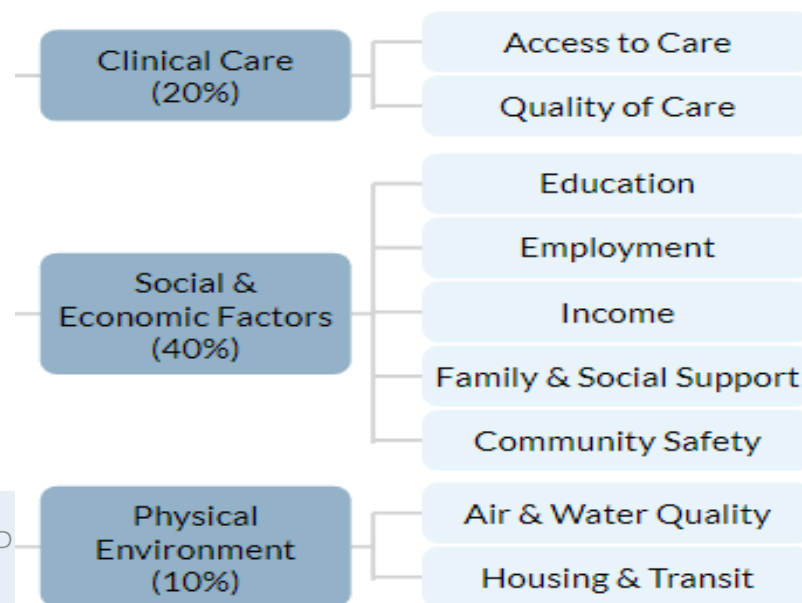 Clinical Care
(20%)
Access to Care
Quality of Care
Social &
Economic Factors
(40%)
Education
Employment
Income
Family & Social Support
Community Safety
Physical
Environment
(10%)
Air & Water Quality
Housing & Transit